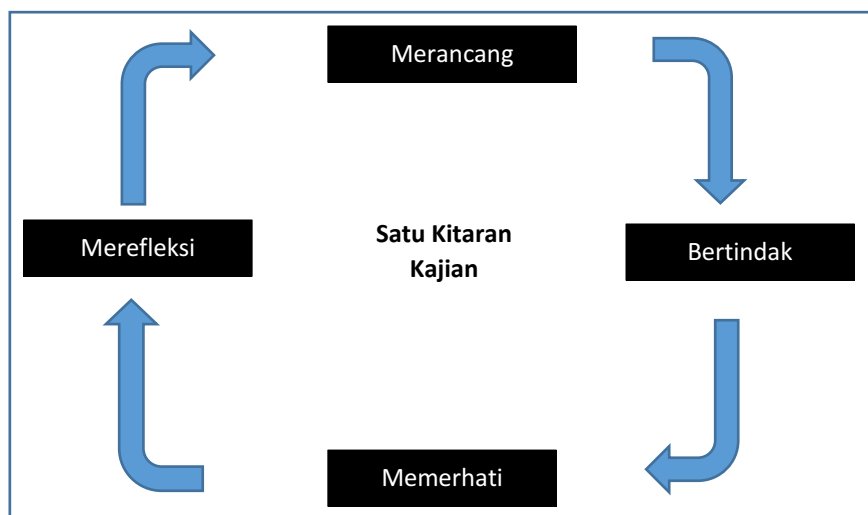 Merancang
Merefleksi
Satu Kitaran
Kajian
Bertindak
Memerhati